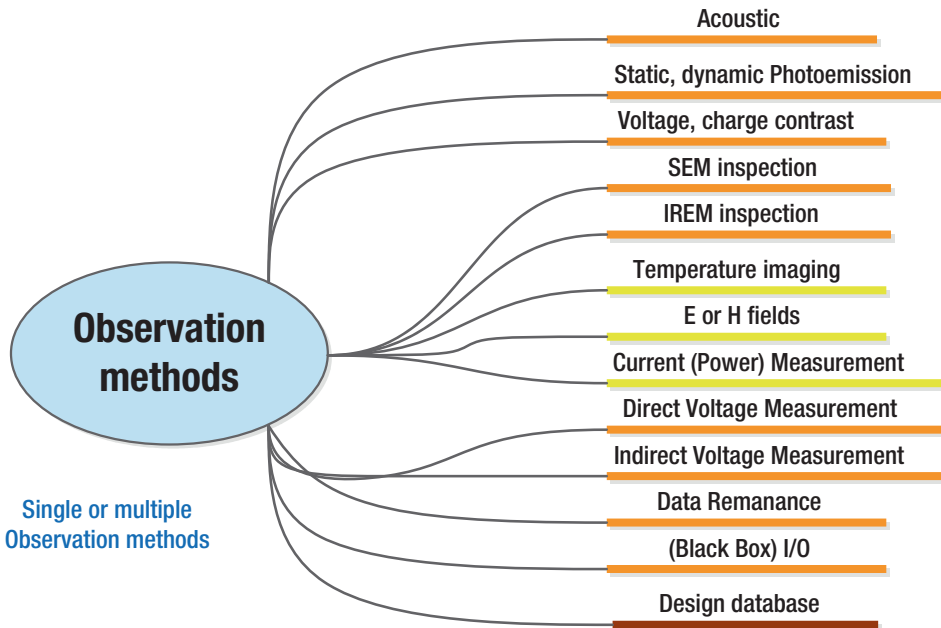 Acoustic
Static, dynamic Photoemission
Voltage, charge contrast
SEM inspection
IREM inspection
Temperature imaging
E or H fields
Current (Power) Measurement
Direct Voltage Measurement
Indirect Voltage Measurement
Data Remanance
(Black Box) I/O
Design database
Observation
methods
Single or multiple
Observation methods